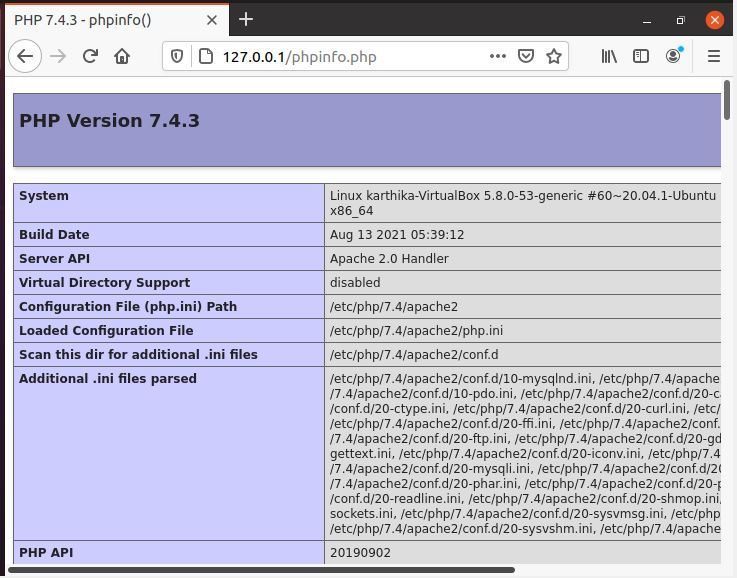 PHP 7.4.3 - phpinfo()
127.0.0.1/phpinfo.php
PHP Version 7.4.3
System
Linux karthika-VirtualBox 5.8.0-53-generic #60~20.04.1-Ubuntu
x86_64
Build Date
Aug 13 2021 05:39:12
Server API
Apache 2.0 Handler
Virtual Directory Support
disabled
Configuration File (php.ini) Path
/etc/php/7.4/apache2
Loaded Configuration File
/etc/php/7.4/apache2/php.ini
Scan this dir for additional .ini files
/etc/php/7.4/apache2/conf.d
Additional .ini files parsed
/etc/php/7.4/apache2/conf.d/10-mysqlnd.ini, /etc/php/7.4/apache
/7.4/apache2/conf.d/10-pdo.ini, /etc/php/7.4/apache2/conf.d/20-c
/conf.d/20-ctype.ini, /etc/php/7.4/apache2/conf.d/20-curl.ini, /etc/
/etc/php/7.4/apache2/conf.d/20-ffi.ini, /etc/php/7.4/apache2/conf.
/7.4/apache2/conf.d/20-ftp.ini, /etc/php/7.4/apache2/conf.d/20-gd
gettext.ini, /etc/php/7.4/apache2/conf.d/20-iconv.ini, /etc/php/7.4
/7.4/apache2/conf.d/20-mysqli.ini, /etc/php/7.4/apache2/conf.d/20
/7.4/apache2/conf.d/20-phar.ini, /etc/php/7.4/apache2/conf.d/20-p
/conf.d/20-readline.ini, /etc/php/7.4/apache2/conf.d/20-shmop.ini,
sockets.ini, /etc/php/7.4/apache2/conf.d/20-sysvmsg.ini, /etc/php
/etc/php/7.4/apache2/conf.d/20-sysvshm.ini, /etc/php/7.4/apache
PHP API
20190902